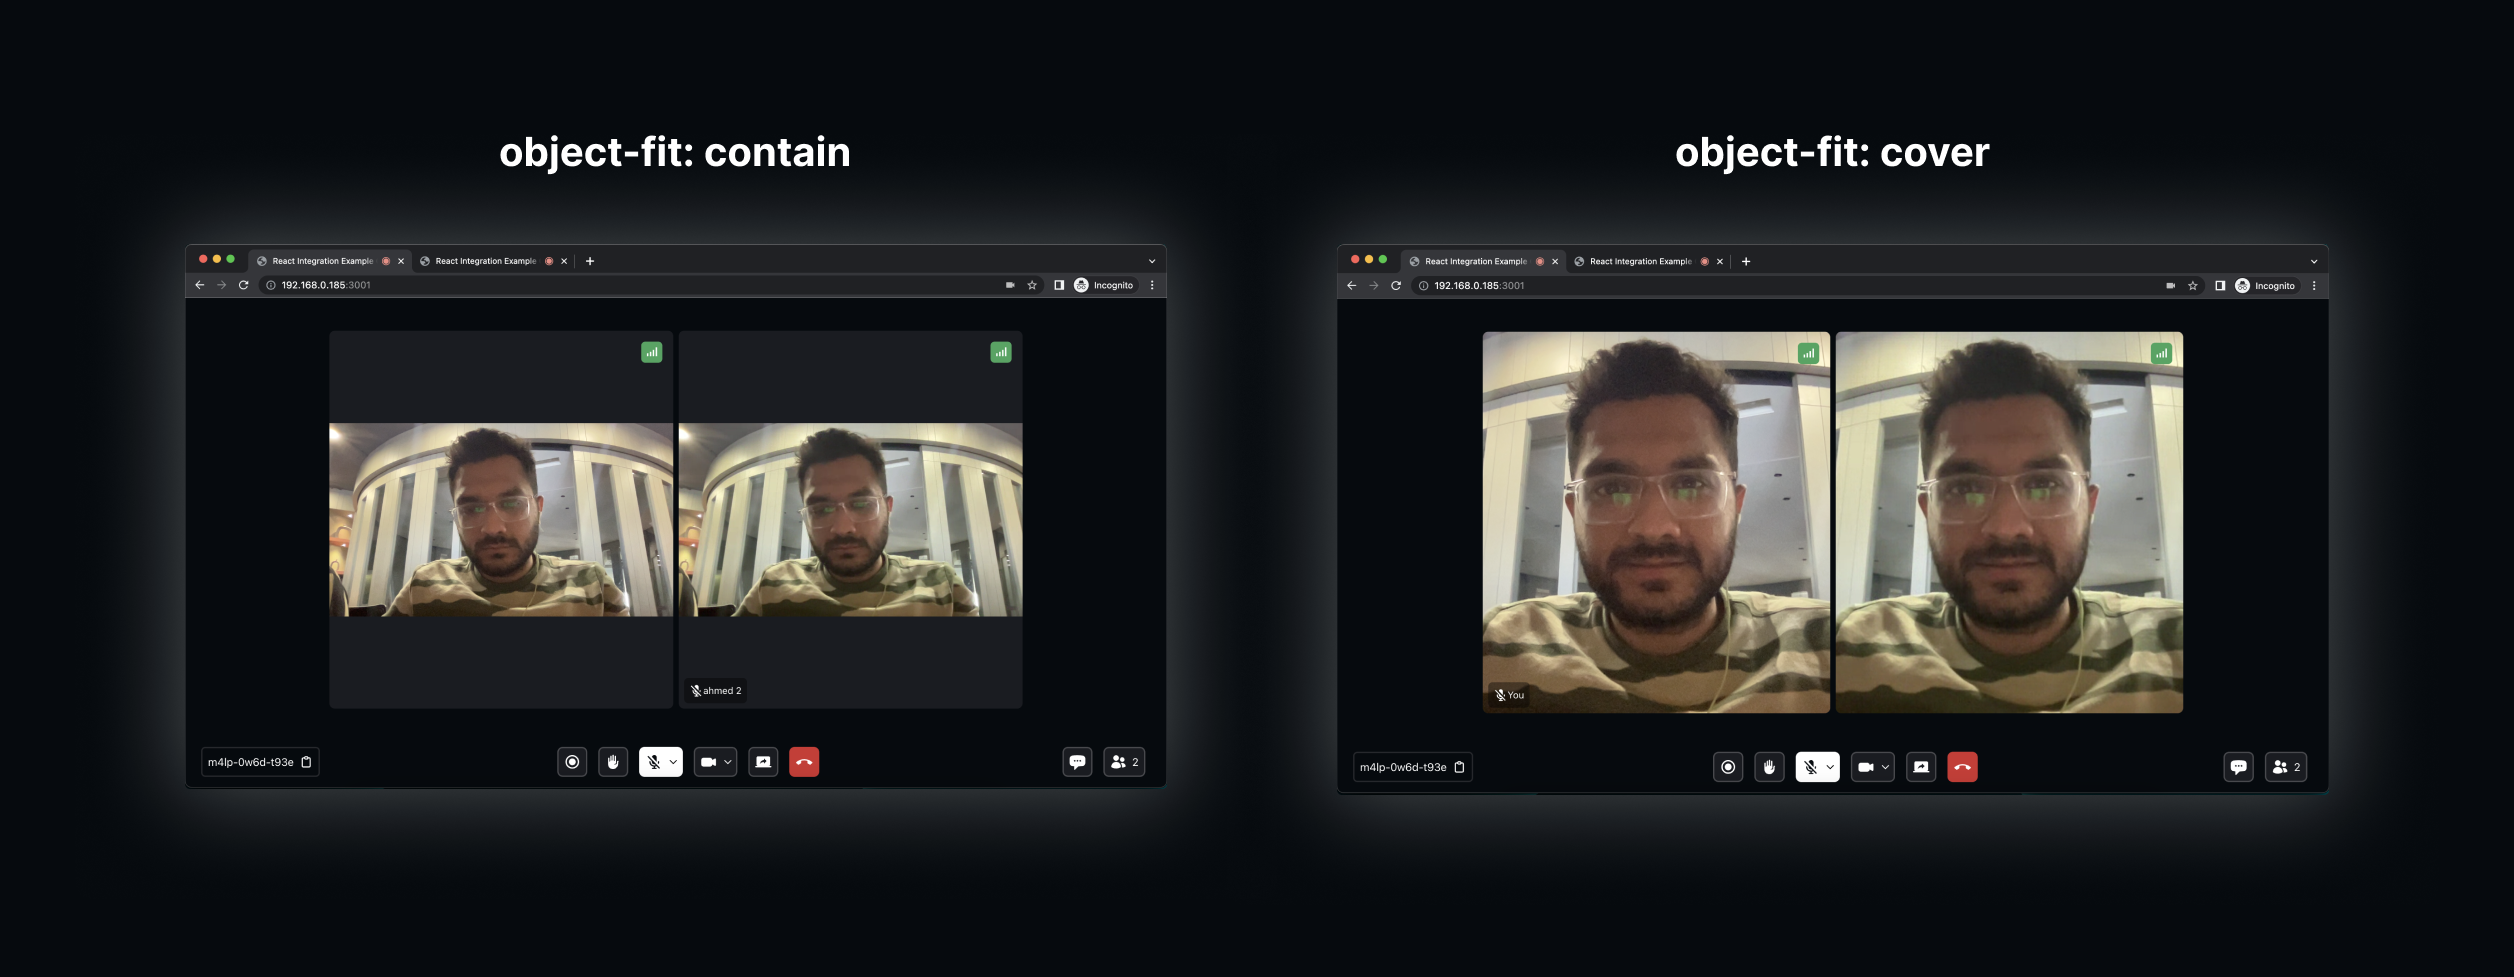 object-fit: contain
React Integration Example
React Integration Example
192.168.0.185:3001
Incognito
ahmed 2
m4lp-0w6d-t93e
2
object-fit: cover
React Integration Example
React Integration Example
192.168.0.185:3001
Incognito
You
m4lp-0w6d-t93e
2